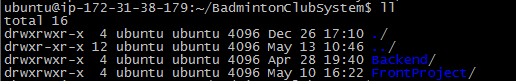 ubuntu@ip-172-31-38-179:~/BadmintonClubSystem$ ll
total 16
drwxrwxr-x  4 ubuntu ubuntu 4096 Dec 26 17:10 ./
drwxr-xr-x 12 ubuntu ubuntu 4096 May 13 10:46 ../
drwxrwxr-x  4 ubuntu ubuntu 4096 Apr 28 19:40 Backend/
drwxrwxr-x  4 ubuntu ubuntu 4096 May 10 16:22 FrontProject/